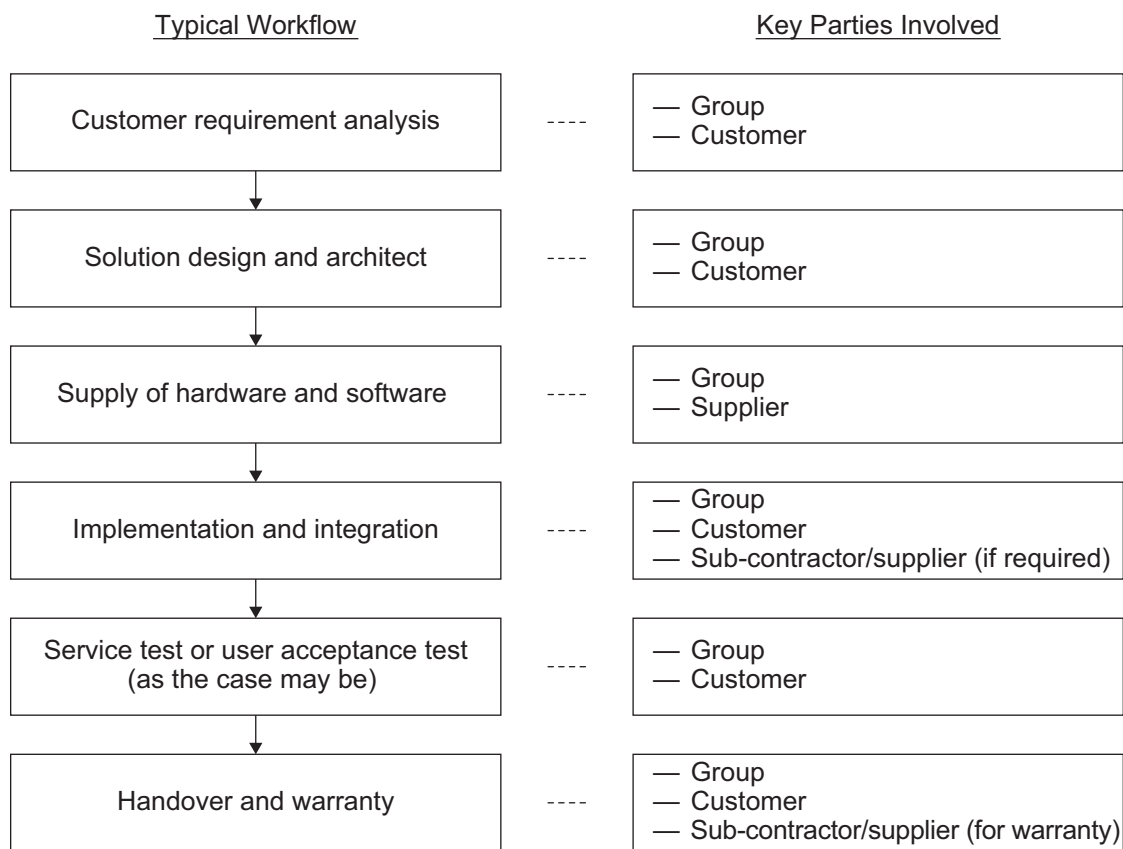 Typical Workflow
Key Parties Involved
Customer requirement analysis
— Group
— Customer
Solution design and architect
— Group
— Customer
Supply of hardware and software
— Group
— Supplier
Implementation and integration
— Group
— Customer
— Sub-contractor/supplier (if required)
Service test or user acceptance test
(as the case may be)
— Group
— Customer
Handover and warranty
— Group
— Customer
— Sub-contractor/supplier (for warranty)